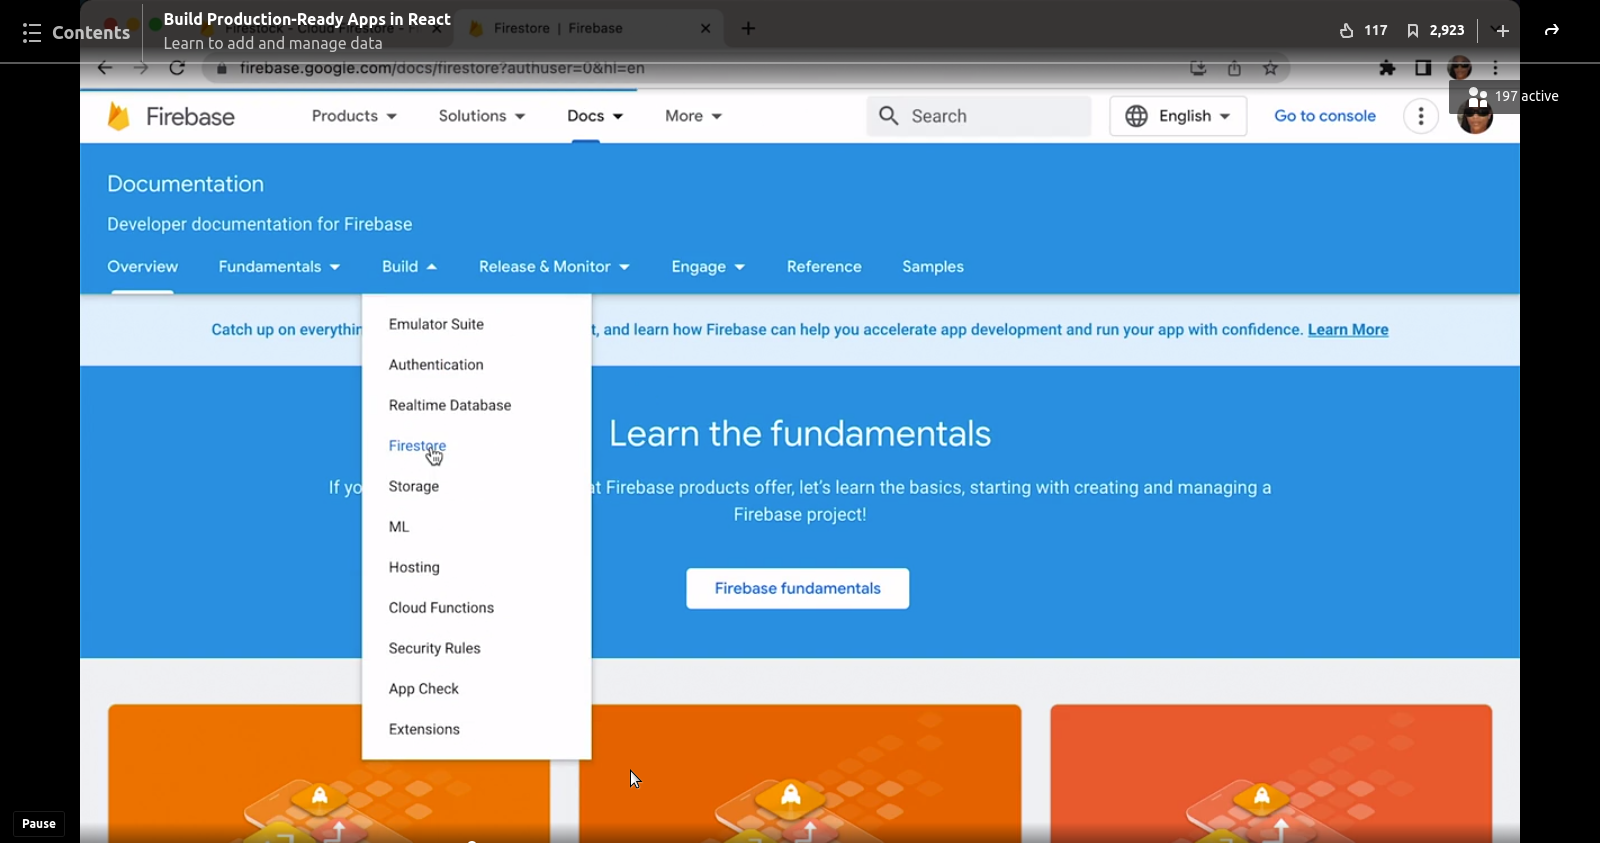 Contents
Build Production-Ready Apps in React
Learn to add and manage data
117
2,923
Firestore | Firebase
firebase.google.com/docs/firestore?authuser=0&hl=en
197 active
Firebase
Products
Solutions
Docs
More
Search
English
Go to console
Documentation
Developer documentation for Firebase
Overview
Fundamentals
Build
Release & Monitor
Engage
Reference
Samples
Catch up on
t, and learn how Firebase can help you accelerate app development and run your app with confidence. Learn More
Emulator Suite
Authentication
Realtime Database
Firestore
Storage
ML
Hosting
Cloud Functions
Security Rules
App Check
Extensions
Learn the fundamentals
If yo
at Firebase products offer, let's learn the basics, starting with creating and managing a
Firebase project!
Firebase fundamentals
Pause